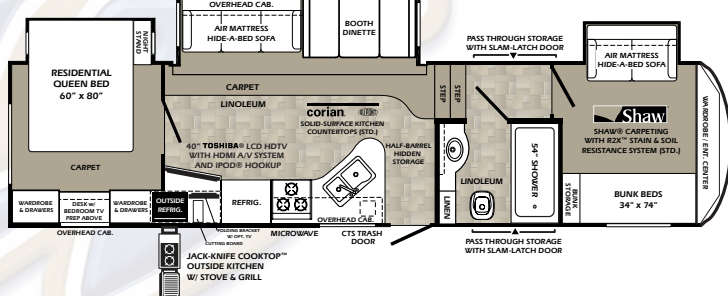 OVERHEAD CAB.
AIR MATTRESS
HIDE-A-BED SOFA
BOOTH
DINETTE
NIGHT
STAND
RESIDENTIAL
QUEEN BED
60" x 80"
CARPET
WARDROBE
& DRAWERS
DESK w/
BEDROOM TV
PREP ABOVE
WARDROBE
& DRAWERS
OVERHEAD CAB.
CARPET
LINOLEUM
corian
SOLID-SURFACE KITCHEN
COUNTERTOPS (STD.)
40" TOSHIBA® LCD HDTV
WITH HDMI A/V SYSTEM
AND IPOD® HOOKUP
HALF-BARREL
HIDDEN
STORAGE
OUTSIDE
REFRIG.
FOLDING BRACKET
W/ OPT. TV
CUTTING BOARD
REFRIG.
MICROWAVE
OVERHEAD CAB.
CTS TRASH
DOOR
JACK-KNIFE COOKTOP™
OUTSIDE KITCHEN
W/ STOVE & GRILL
PASS THROUGH STORAGE
WITH SLAM-LATCH DOOR
STEP
STEP
LINOLEUM
LINEN
54" SHOWER
PASS THROUGH STORAGE
WITH SLAM-LATCH DOOR
AIR MATTRESS
HIDE-A-BED SOFA
Shaw
SHAW® CARPETING
WITH R2X™ STAIN & SOIL
RESISTANCE SYSTEM (STD.)
BUNK
STORAGE
BUNK BEDS
34" x 74"
WARDROBE / ENT. CENTER